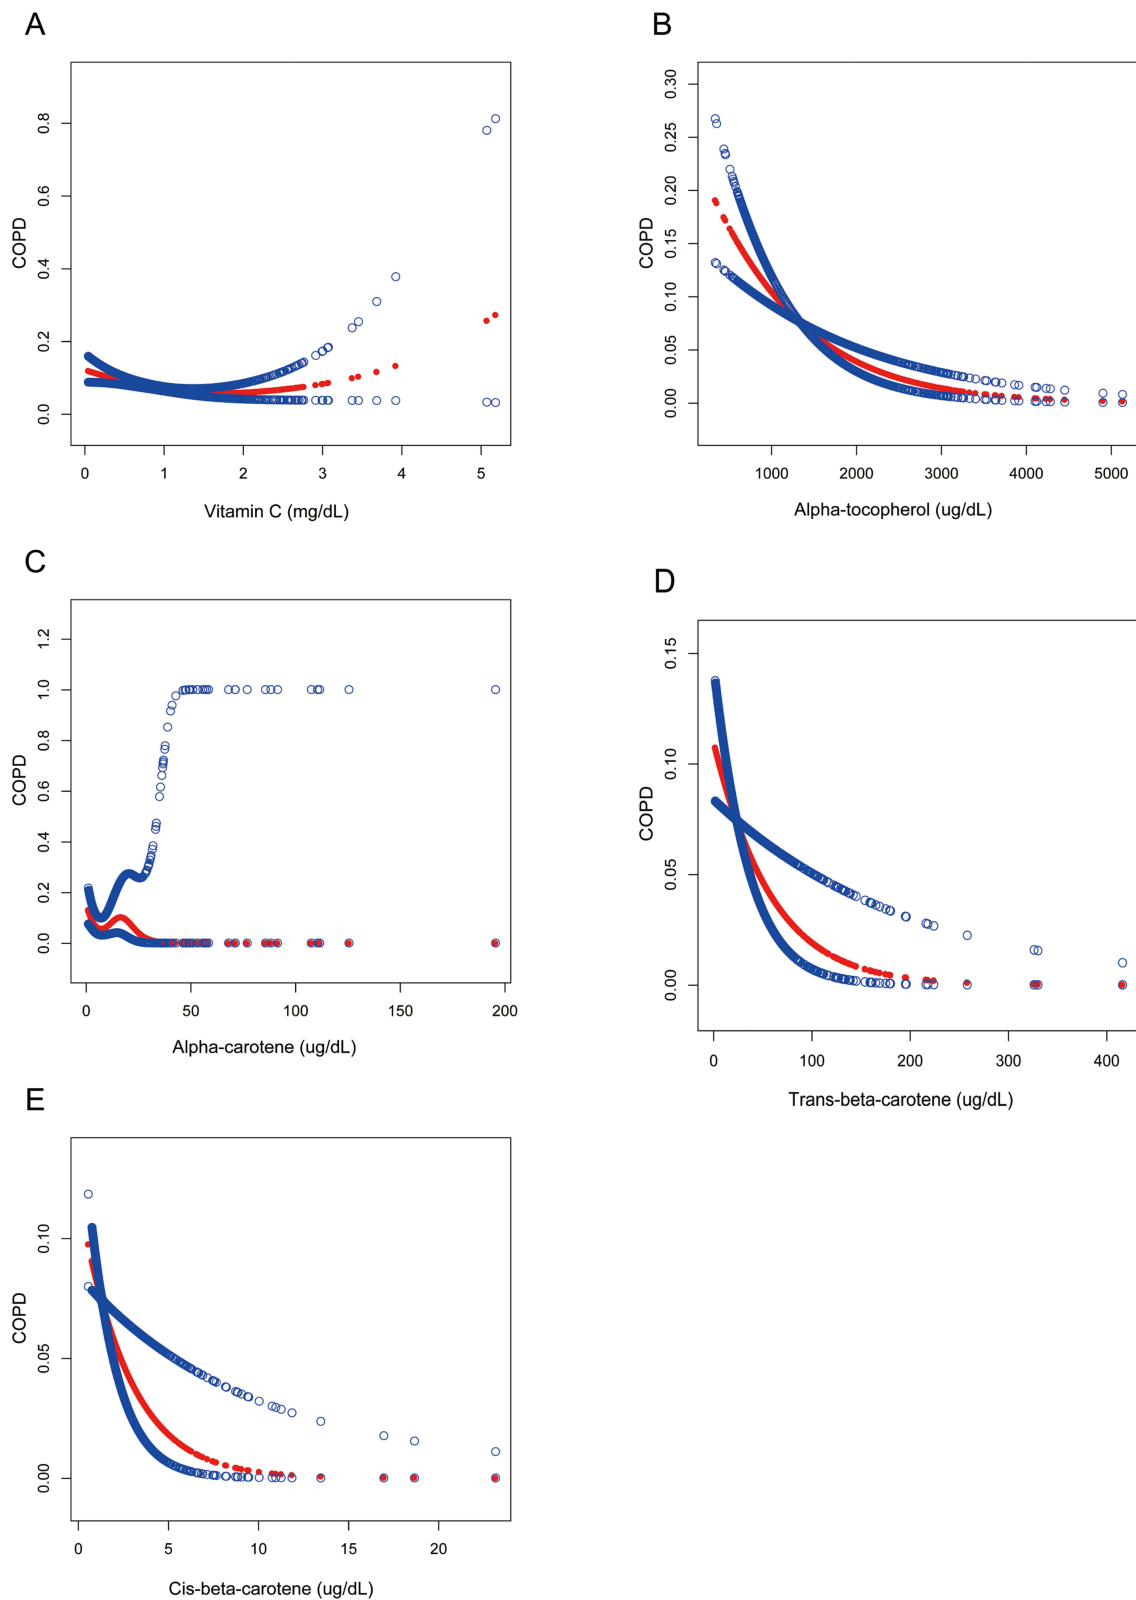 A
COPD
0.8
0.6
0.4
0.2
0.0
0 1 2 3 4 5
Vitamin C (mg/dL)
B
COPD
0.30
0.25
0.20
0.15
0.10
0.05
0.00
1000 2000 3000 4000 5000
Alpha-tocopherol (ug/dL)
C
COPD
1.2
1.0
0.8
0.6
0.4
0.2
0.0
0 50 100 150 200
Alpha-carotene (ug/dL)
D
COPD
0.15
0.10
0.05
0.00
0 100 200 300 400
Trans-beta-carotene (ug/dL)
E
COPD
0.10
0.05
0.00
0 5 10 15 20
Cis-beta-carotene (ug/dL)